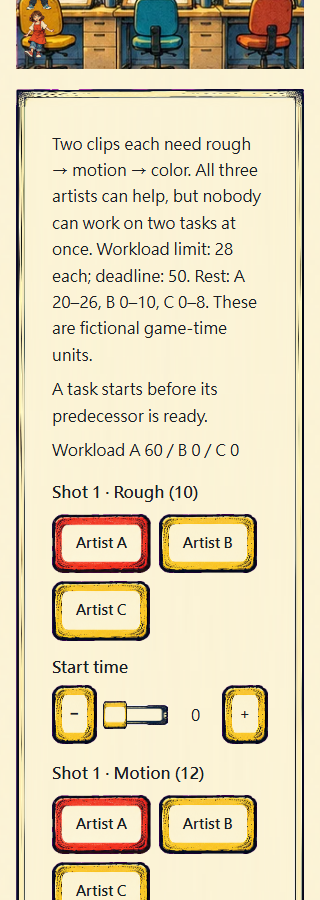 Two clips each need rough
→ motion → color. All three
artists can help, but nobody
can work on two tasks at
once. Workload limit: 28
each; deadline: 50. Rest: A
20–26, B 0–10, C 0–8. These
are fictional game-time
units.
A task starts before its
predecessor is ready.
Workload A 60 / B 0 / C 0
Shot 1 · Rough (10)
Artist A
Artist B
Artist C
Start time
−
0
+
Shot 1 · Motion (12)
Artist A
Artist B
Artist C